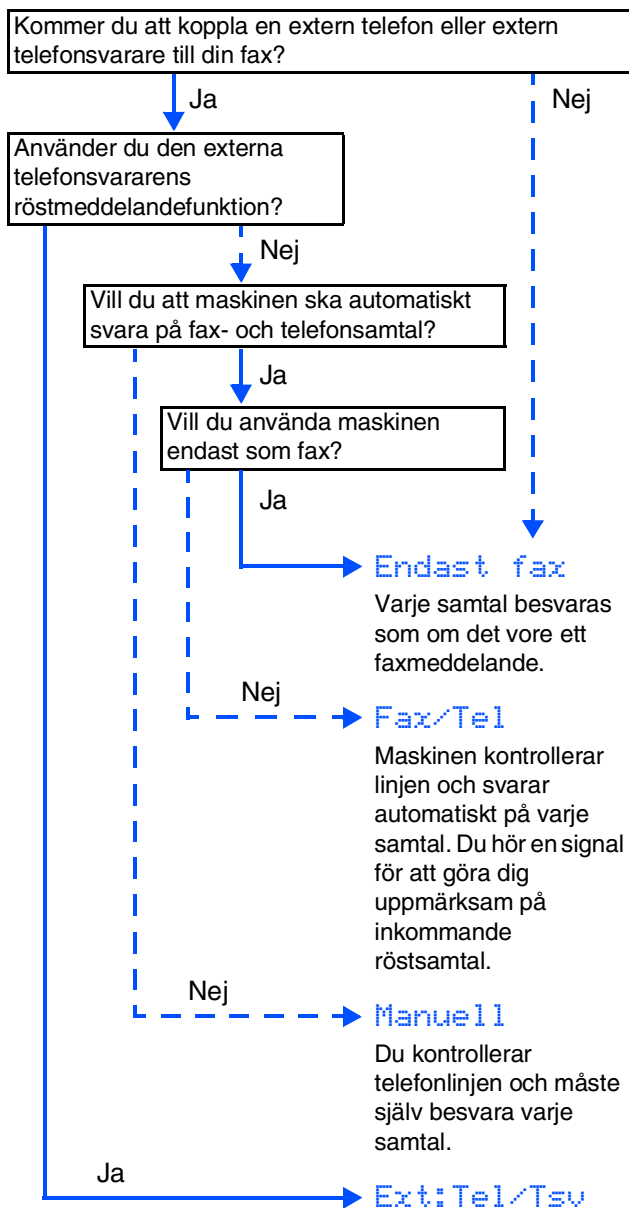 Kommer du att koppla en extern telefon eller extern
telefonsvarare till din fax?
Ja
Nej
Använder du den externa
telefonsvararens
röstmeddelandefunktion?
Nej
Vill du att maskinen ska automatiskt
svara på fax- och telefonsamtal?
Ja
Vill du använda maskinen
endast som fax?
Ja
Endast fax
Varje samtal besvaras
som om det vore ett
faxmeddelande.
Nej
Fax/Tel
Maskinen kontrollerar
linjen och svarar
automatiskt på varje
samtal. Du hör en signal
för att göra dig
uppmärksam på
inkommande
röstsamtal.
Nej
Manuell
Du kontrollerar
telefonlinjen och måste
själv besvara varje
samtal.
Ja
Ext:Tel/Tsv